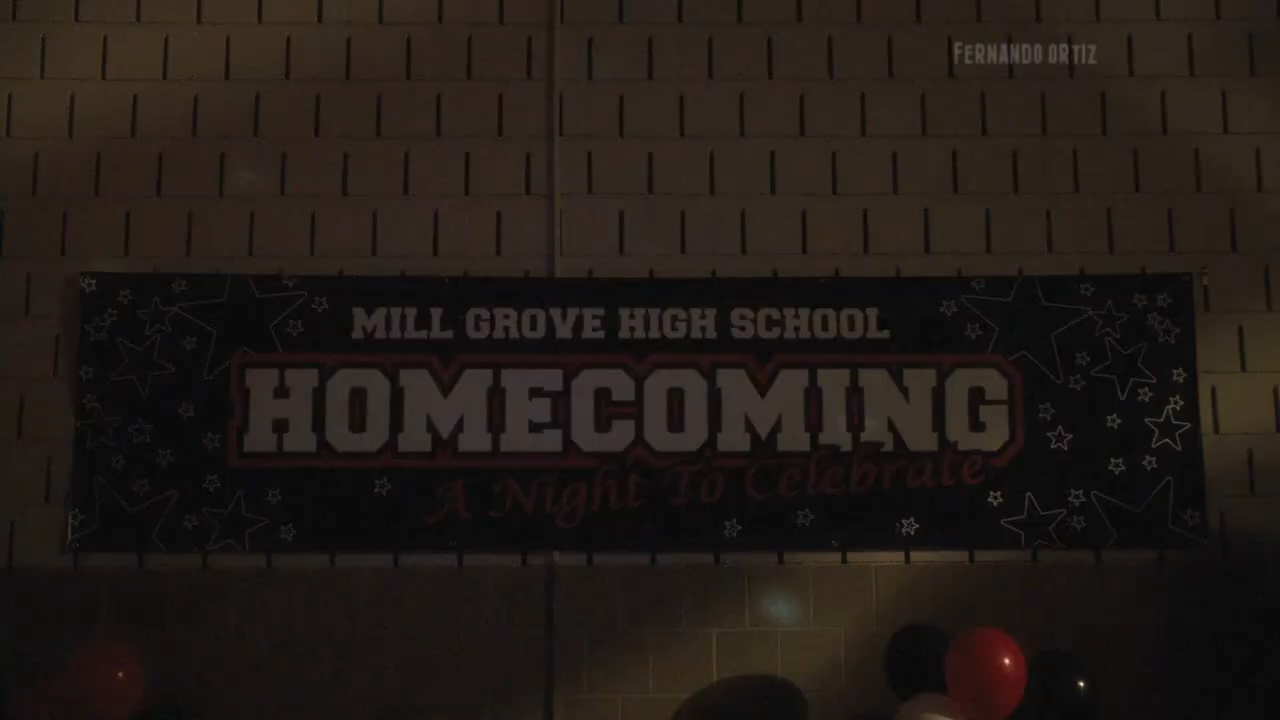 FERNANDO ORTIZ
MILL GROVE HIGH SCHOOL
HOMECOMING
A Night To Celebrate